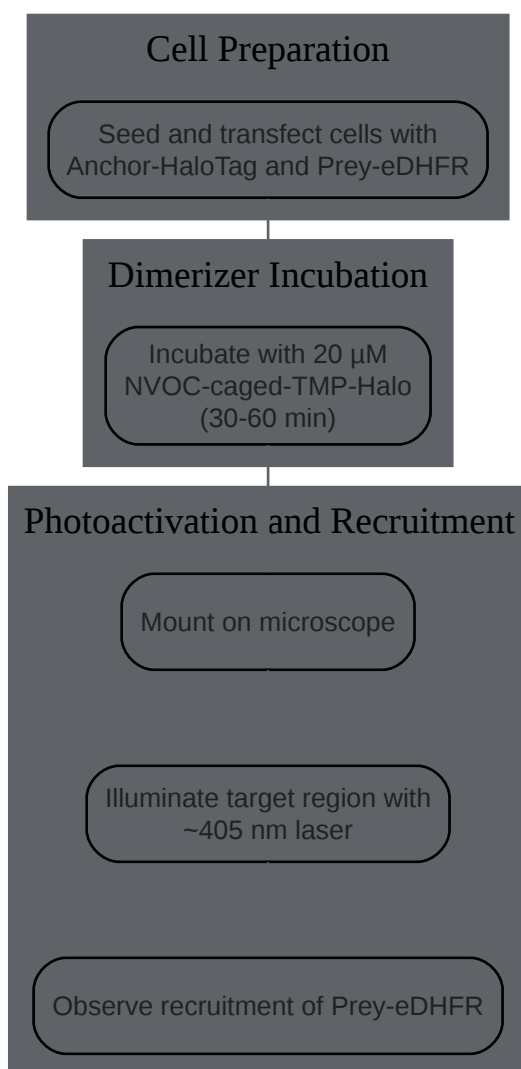 Cell Preparation
Seed and transfect cells with
Anchor-HaloTag and Prey-eDHFR
Dimerizer Incubation
Incubate with 20 µM
NVOC-caged-TMP-Halo
(30-60 min)
Photoactivation and Recruitment
Mount on microscope
Illuminate target region with
~405 nm laser
Observe recruitment of Prey-eDHFR